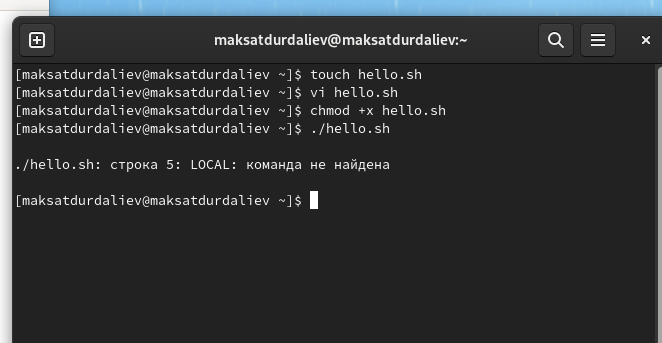 maksatdurdaliev@maksatdurdaliev:~
[maksatdurdaliev@maksatdurdaliev ~]$ touch hello.sh
[maksatdurdaliev@maksatdurdaliev ~]$ vi hello.sh
[maksatdurdaliev@maksatdurdaliev ~]$ chmod +x hello.sh
[maksatdurdaliev@maksatdurdaliev ~]$ ./hello.sh
./hello.sh: строка 5: LOCAL: команда не найдена
[maksatdurdaliev@maksatdurdaliev ~]$